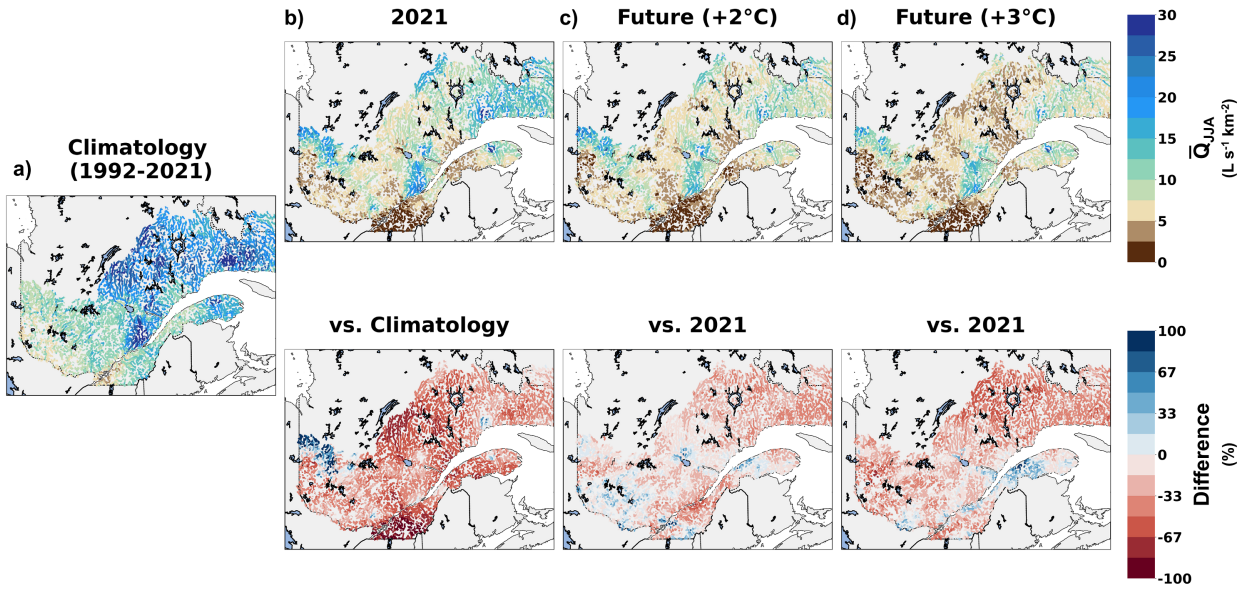 a)
Climatology
(1992-2021)
b)
2021
c)
Future (+2°C)
d)
Future (+3°C)
30
25
20
15
10
5
0
Q̅JJA
(L s⁻¹ km⁻²)
vs. Climatology
vs. 2021
vs. 2021
100
67
33
0
-33
-67
-100
Difference
(%)